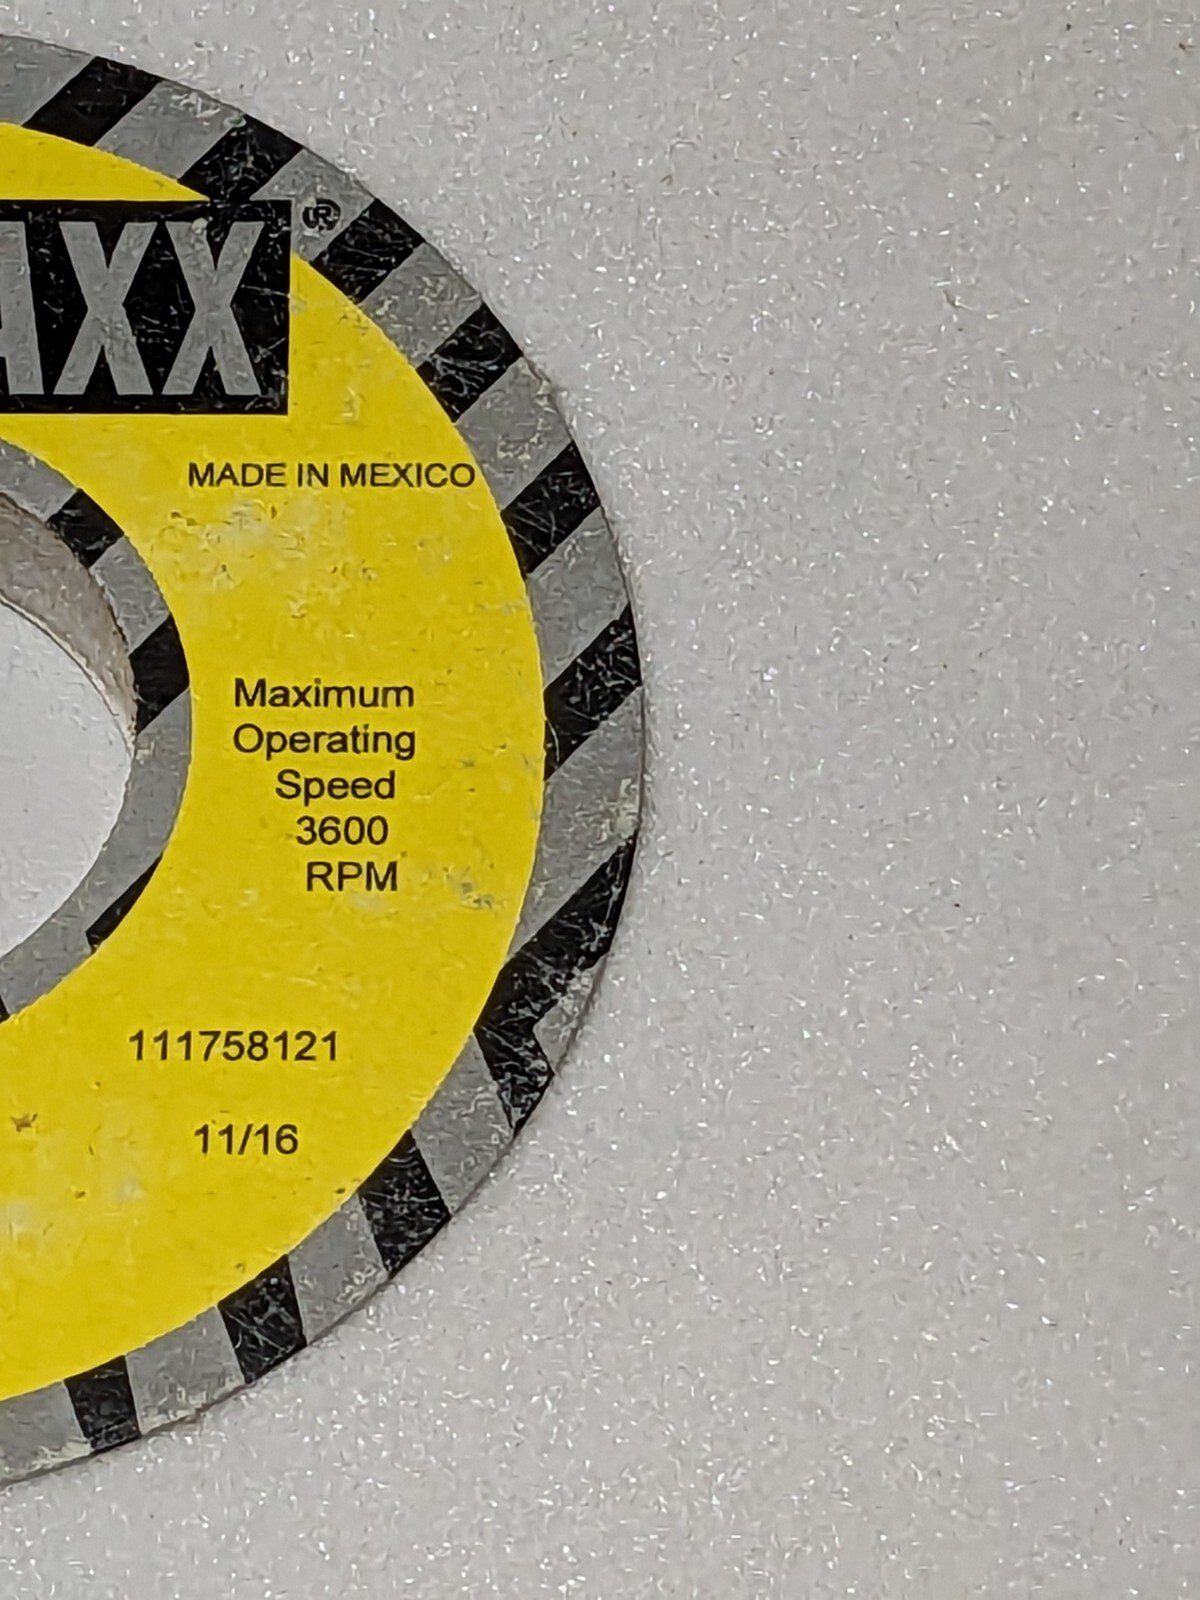 AXX®
MADE IN MEXICO
Maximum
Operating
Speed
3600
RPM
111758121
11/16